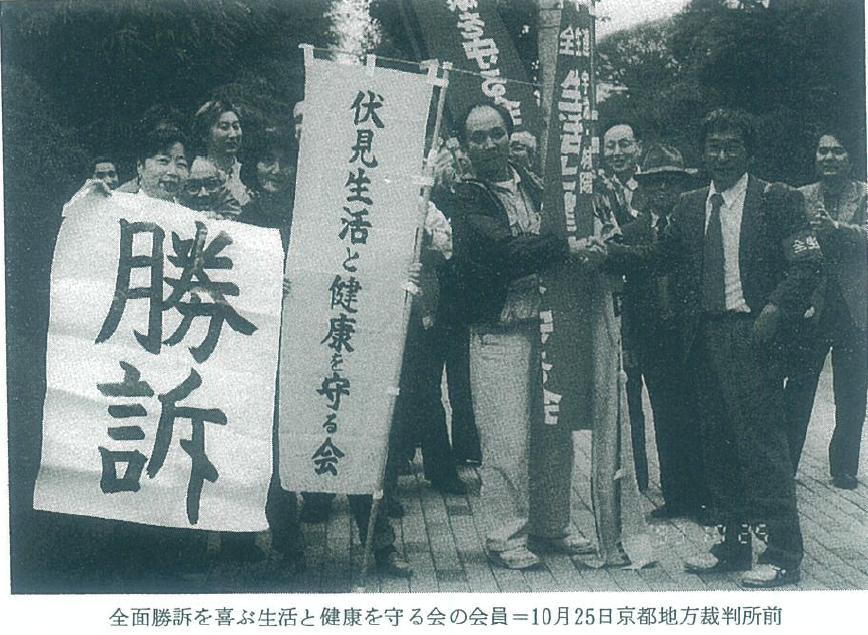 勝訴
伏見生活と健康を守る会
全面勝訴を喜ぶ生活と健康を守る会の会員=10月25日京都地方裁判所前